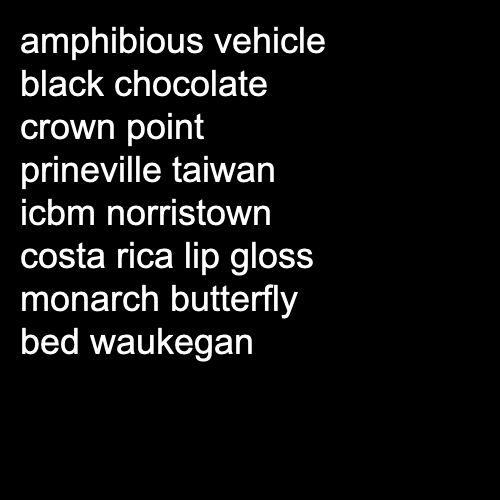 amphibious vehicle
black chocolate
crown point
prineville taiwan
icbm norristown
costa rica lip gloss
monarch butterfly
bed waukegan